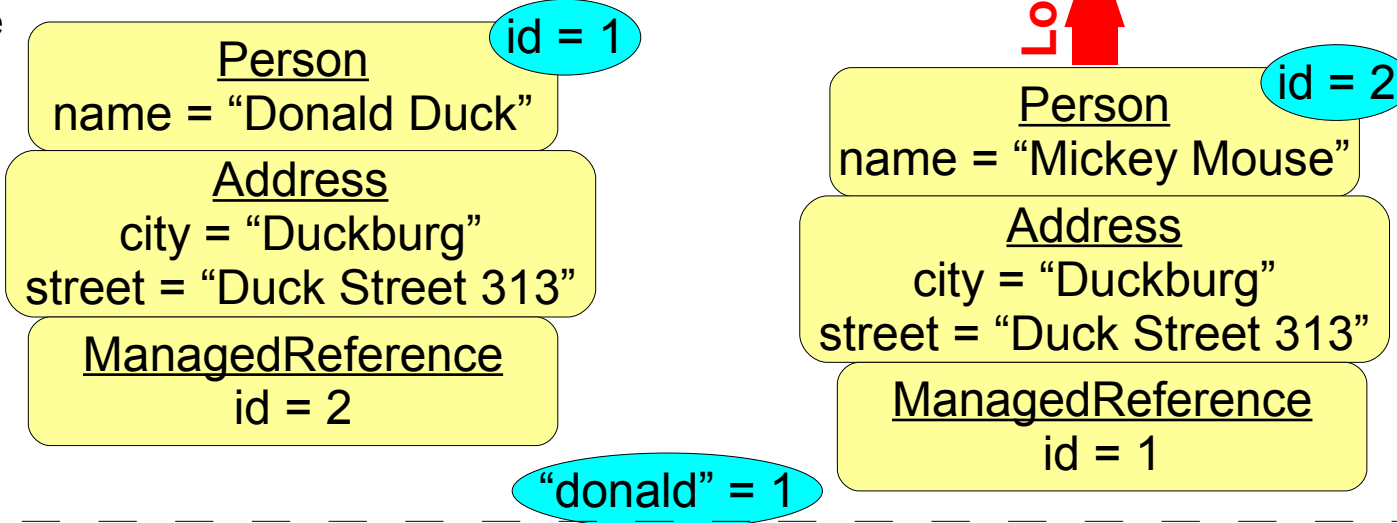 id = 1
Person
name = “Donald Duck”
Address
city = “Duckburg”
street = “Duck Street 313”
ManagedReference
id = 2
Lo
id = 2
Person
name = “Mickey Mouse”
Address
city = “Duckburg”
street = “Duck Street 313”
ManagedReference
id = 1
“donald” = 1